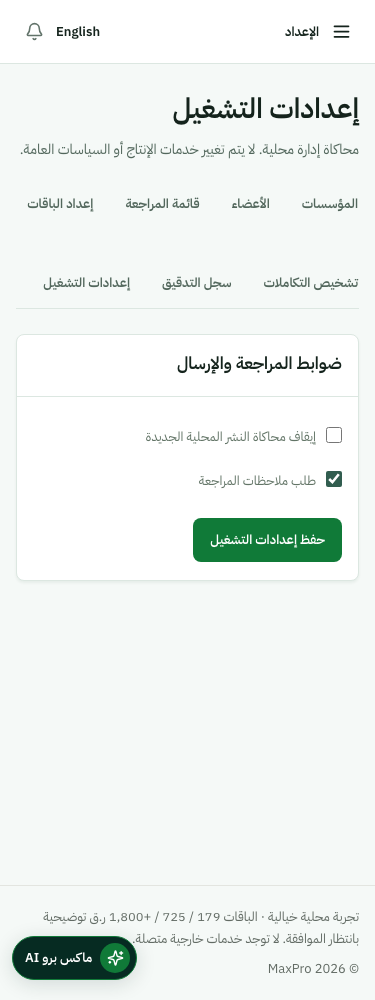 الإعداد
English
إعدادات التشغيل
محاكاة إدارة محلية. لا يتم تغيير خدمات الإنتاج أو السياسات العامة.
المؤسسات الأعضاء قائمة المراجعة إعداد الباقات
تشخيص التكاملات سجل التدقيق إعدادات التشغيل
ضوابط المراجعة والإرسال
إيقاف محاكاة النشر المحلية الجديدة
طلب ملاحظات المراجعة
حفظ إعدادات التشغيل
تجربة محلية خيالية · الباقات 179 / 725 / +1,800 ر.ق توضيحية
بانتظار الموافقة. لا توجد خدمات خارجية متصلة.
ماكس برو AI
© 2026 MaxPro